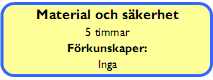 Material och säkerhet
5 timmar
Förkunskaper:
Inga